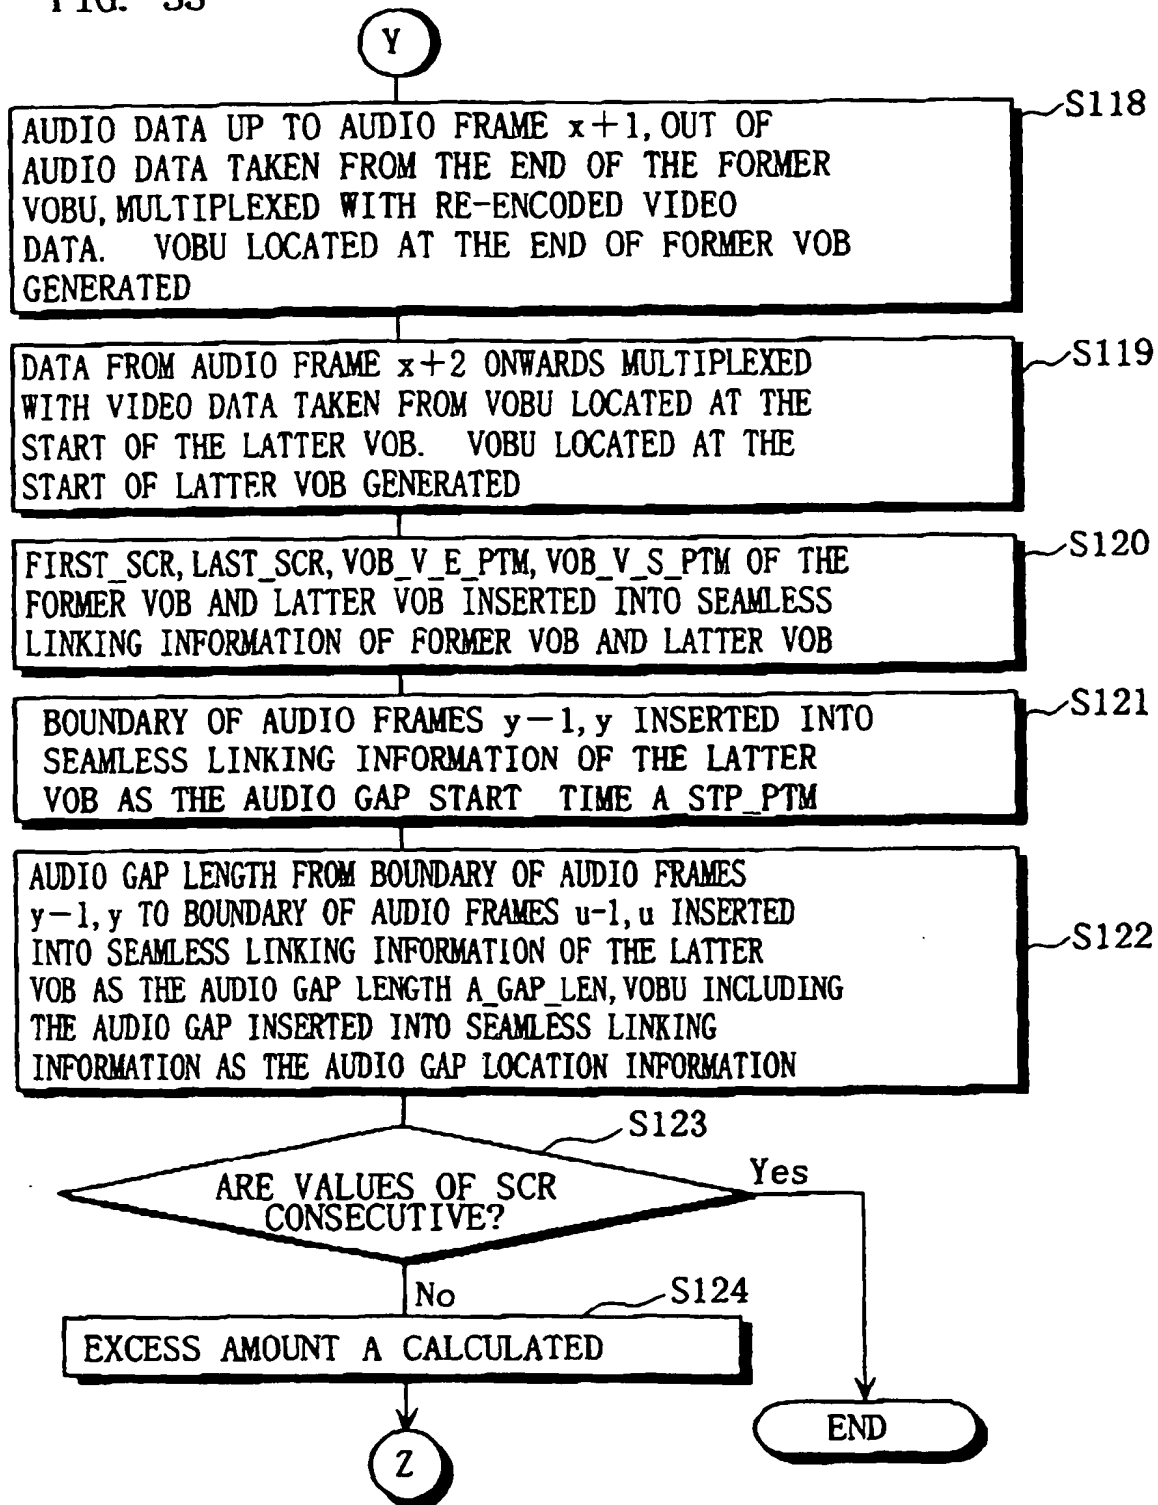 FIG. 33
Y
S118
AUDIO DATA UP TO AUDIO FRAME x+1, OUT OF
AUDIO DATA TAKEN FROM THE END OF THE FORMER
VOBU, MULTIPLEXED WITH RE-ENCODED VIDEO
DATA. VOBU LOCATED AT THE END OF FORMER VOB
GENERATED
S119
DATA FROM AUDIO FRAME x+2 ONWARDS MULTIPLEXED
WITH VIDEO DATA TAKEN FROM VOBU LOCATED AT THE
START OF THE LATTER VOB. VOBU LOCATED AT THE
START OF LATTER VOB GENERATED
S120
FIRST_SCR, LAST_SCR, VOB_V_E_PTM, VOB_V_S_PTM OF THE
FORMER VOB AND LATTER VOB INSERTED INTO SEAMLESS
LINKING INFORMATION OF FORMER VOB AND LATTER VOB
S121
BOUNDARY OF AUDIO FRAMES y-1, y INSERTED INTO
SEAMLESS LINKING INFORMATION OF THE LATTER
VOB AS THE AUDIO GAP START TIME A STP_PTM
S122
AUDIO GAP LENGTH FROM BOUNDARY OF AUDIO FRAMES
y-1, y TO BOUNDARY OF AUDIO FRAMES u-1, u INSERTED
INTO SEAMLESS LINKING INFORMATION OF THE LATTER
VOB AS THE AUDIO GAP LENGTH A_GAP_LEN, VOBU INCLUDING
THE AUDIO GAP INSERTED INTO SEAMLESS LINKING
INFORMATION AS THE AUDIO GAP LOCATION INFORMATION
S123
ARE VALUES OF SCR
CONSECUTIVE?
Yes
No
S124
EXCESS AMOUNT A CALCULATED
END
Z